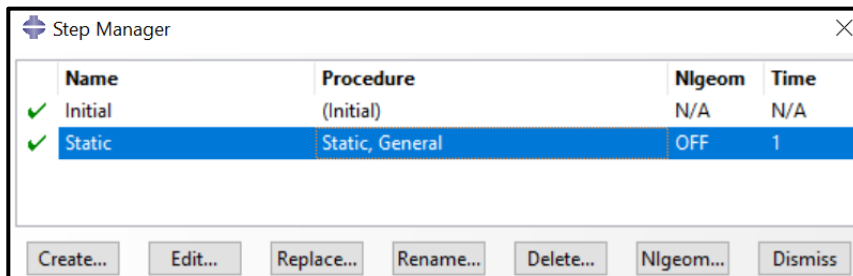 Step Manager
Name Procedure Nlgeom Time
Initial (Initial) N/A N/A
Static Static, General OFF 1
Create... Edit... Replace... Rename... Delete... Nlgeom... Dismiss